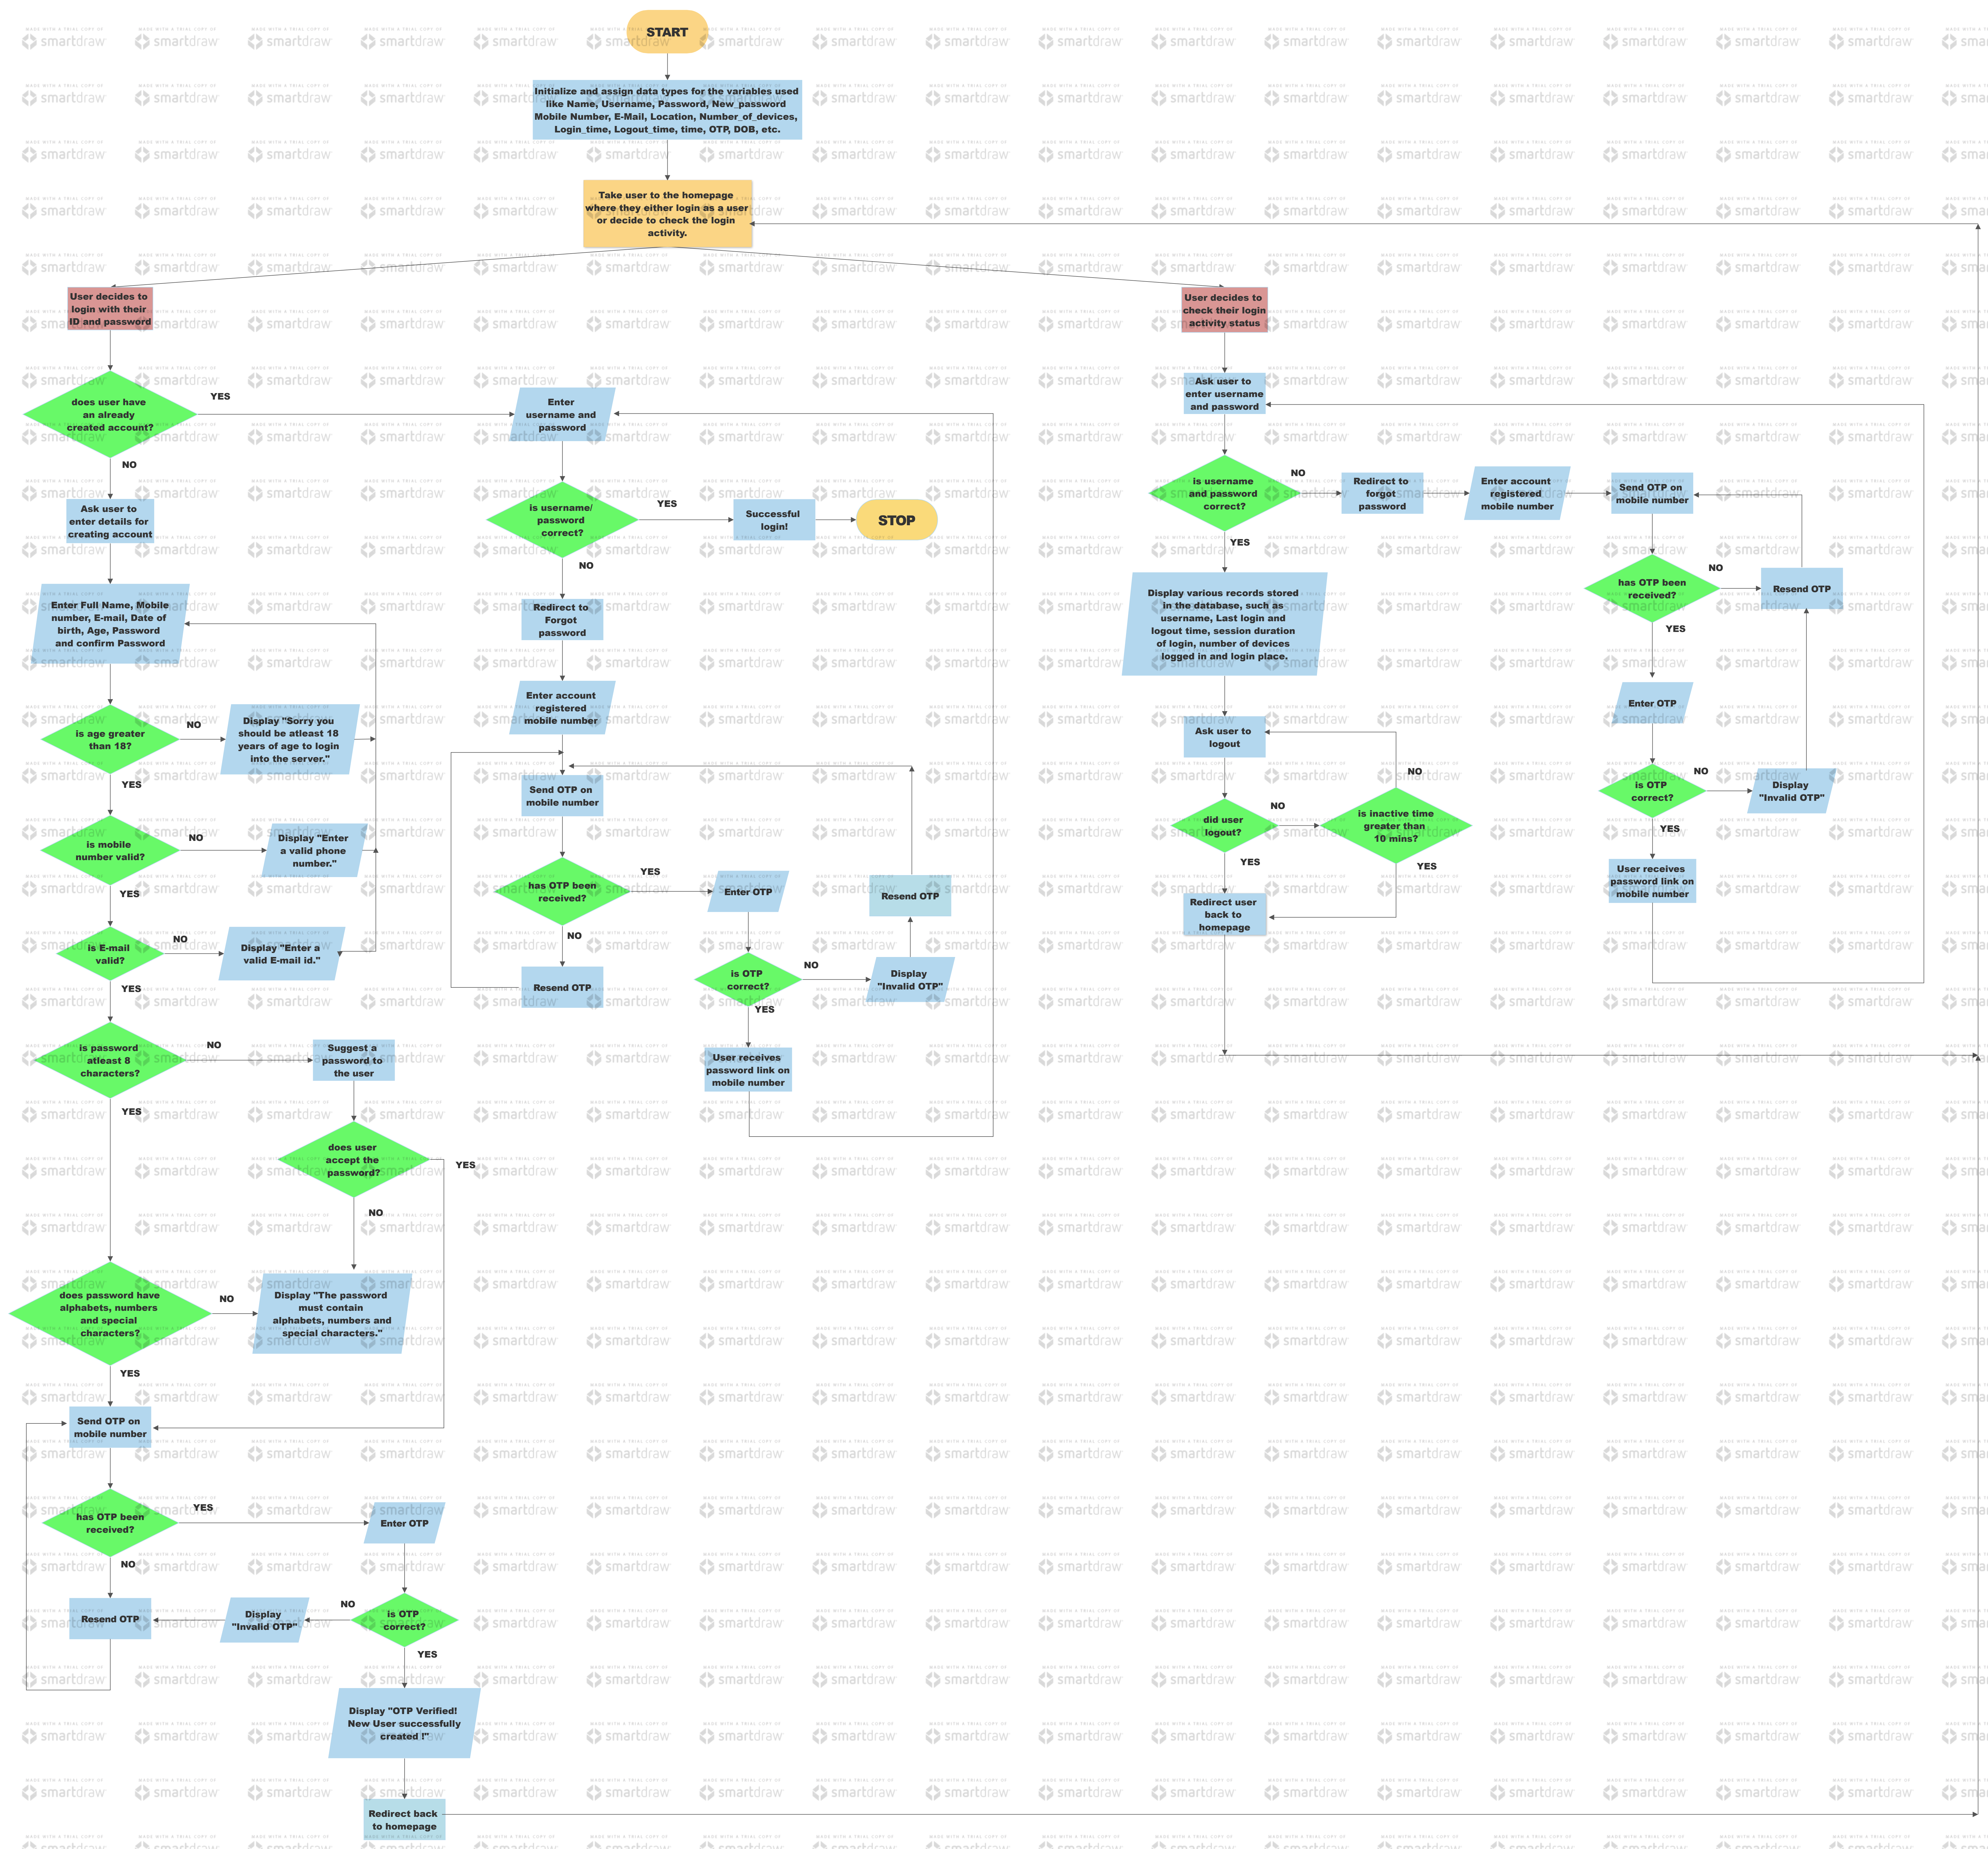 START
Initialize and assign data types for the variables used
like Name, Username, Password, New_password
Mobile Number, E-Mail, Location, Number_of_devices,
Login_time, Logout_time, time, OTP, DOB, etc.
Take user to the homepage
where they either login as a user
or decide to check the login
activity.
User decides to
login with their
ID and password
does user have
an already
created account?
YES
NO
Ask user to
enter details for
creating account
Enter Full Name, Mobile
number, E-mail, Date of
birth, Age, Password
and confirm Password
is age greater
than 18?
NO
Display "Sorry you
should be atleast 18
years of age to login
into the server."
YES
is mobile
number valid?
NO
Display "Enter
a valid phone
number."
YES
is E-mail
valid?
NO
Display "Enter a
valid E-mail id."
YES
is password
atleast 8
characters?
NO
Suggest a
password to
the user
YES
does user
accept the
password?
YES
NO
does password have
alphabets, numbers
and special
characters?
NO
Display "The password
must contain
alphabets, numbers and
special characters."
YES
Send OTP on
mobile number
has OTP been
received?
YES
Enter OTP
NO
Resend OTP
Display
"Invalid OTP"
NO
is OTP
correct?
YES
Display "OTP Verified!
New User successfully
created !"
Redirect back
to homepage
Enter
username and
password
is username/
password
correct?
YES
Successful
login!
STOP
NO
Redirect to
Forgot
password
Enter account
registered
mobile number
Send OTP on
mobile number
has OTP been
received?
YES
Enter OTP
NO
Resend OTP
is OTP
correct?
NO
Display
"Invalid OTP"
Resend OTP
YES
User receives
password link on
mobile number
User decides to
check their login
activity status
Ask user to
enter username
and password
is username
and password
correct?
NO
Redirect to
forgot
password
Enter account
registered
mobile number
Send OTP on
mobile number
YES
Display various records stored
in the database, such as
username, Last login and
logout time, session duration
of login, number of devices
logged in and login place.
Ask user to
logout
did user
logout?
NO
is inactive time
greater than
10 mins?
NO
YES
YES
Redirect user
back to
homepage
has OTP been
received?
NO
Resend OTP
YES
Enter OTP
is OTP
correct?
NO
Display
"Invalid OTP"
YES
User receives
password link on
mobile number
MADE WITH A TRIAL COPY OF
smartdraw